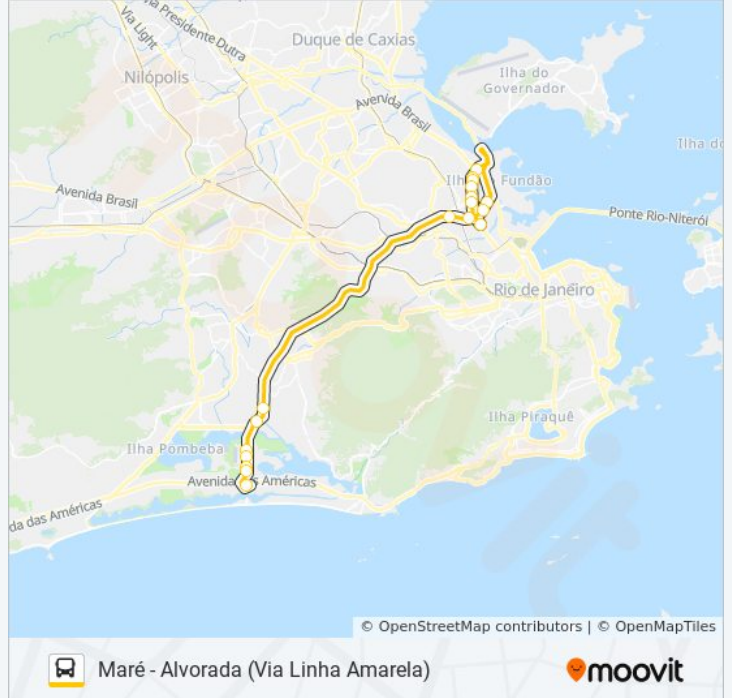 Via Presidente Dutra
Via Light
Duque de Caxias
Nilópolis
Ilha do
Governador
Avenida Brasil
Ilha do
Avenida Brasil
Fundão
Ponte Rio-Niterói
Rio de Janeiro
Ilha Piraquê
Ilha Pombeba
Avenida das Américas
da das Américas
© OpenStreetMap contributors | © OpenMapTiles
Maré - Alvorada (Via Linha Amarela)
moovit